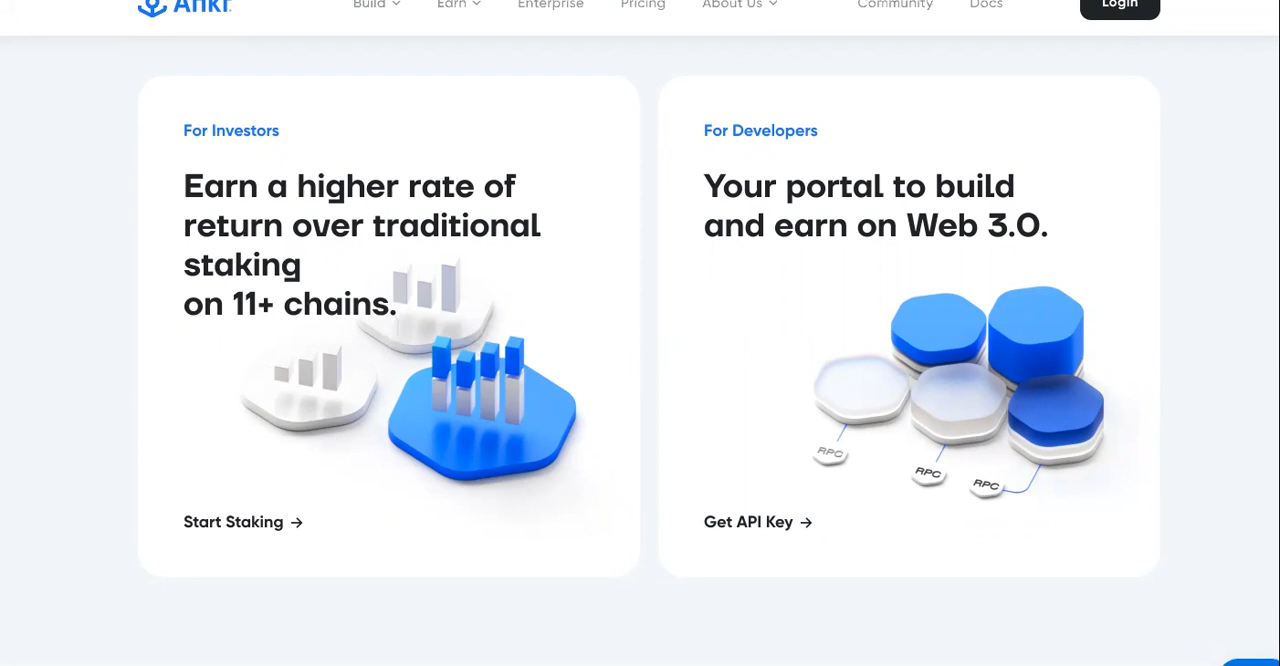 Ankr
Build
Earn
Enterprise
Pricing
About Us
Community
Docs
Login
For Investors
Earn a higher rate of
return over traditional
staking
on 11+ chains.
Start Staking →
For Developers
Your portal to build
and earn on Web 3.0.
RPC
RPC
RPC
Get API Key →